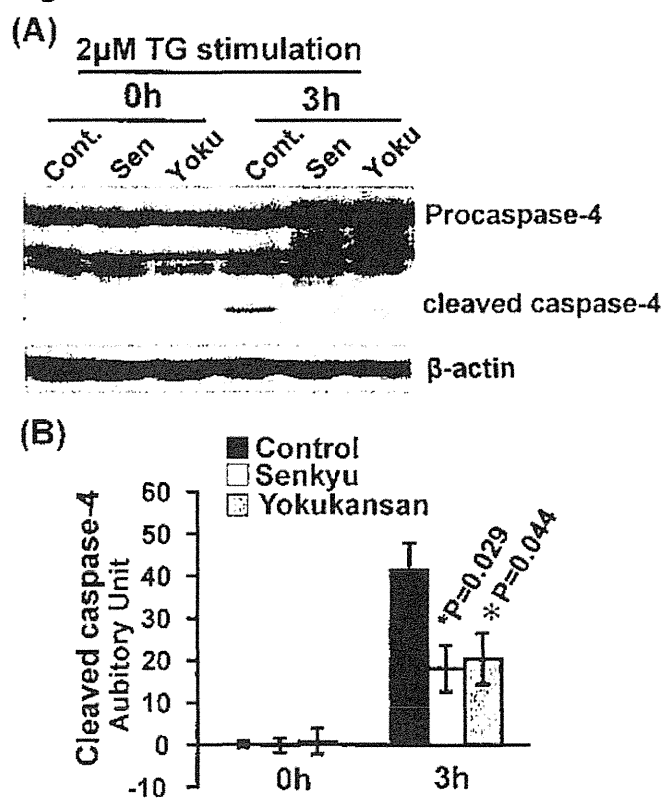 (A)
2µM TG stimulation
0h 3h
Cont. Sen Yoku Cont. Sen Yoku
Procaspase-4
cleaved caspase-4
β-actin
(B)
Control
Senkyu
Yokukansan
Cleaved caspase-4
Aubitory Unit
60
50
40
30
20
10
0
-10
*P=0.029
*P=0.044
0h 3h